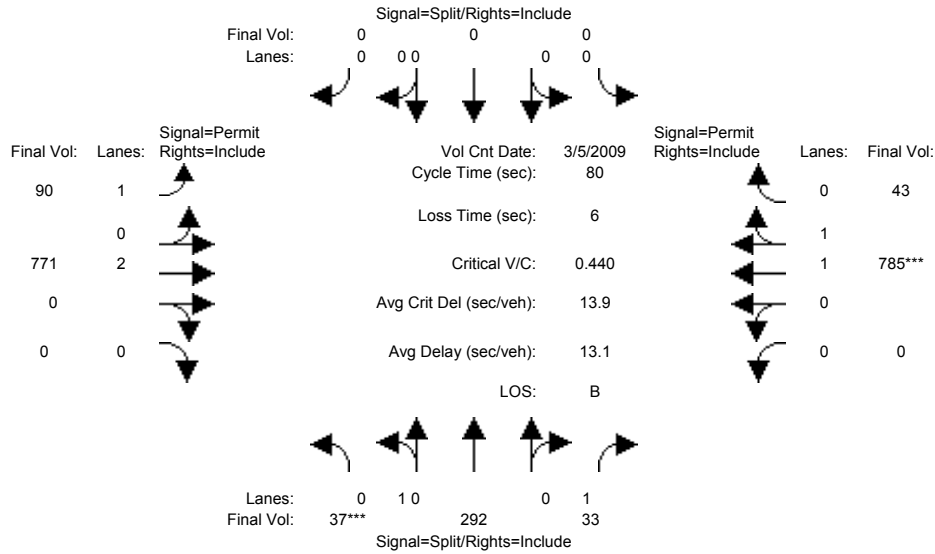 Signal=Split/Rights=Include
Final Vol: 0 0 0
Lanes: 0 0 0 0 0
Signal=Permit
Final Vol: Lanes: Rights=Include
Vol Cnt Date: 3/5/2009
Signal=Permit
Rights=Include Lanes: Final Vol:
Cycle Time (sec): 80
90 1
0 43
Loss Time (sec): 6
0
1
771 2
Critical V/C: 0.440
1 785***
0
Avg Crit Del (sec/veh): 13.9
0
0 0
Avg Delay (sec/veh): 13.1
0 0
LOS: B
Lanes: 0 1 0 0 1
Final Vol: 37*** 292 33
Signal=Split/Rights=Include